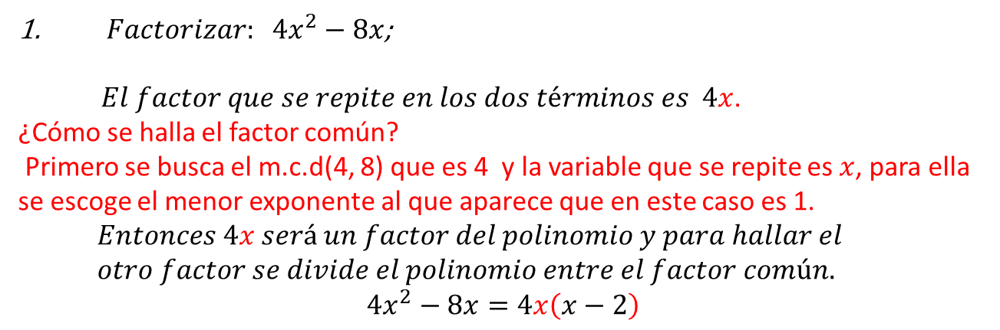 1. Factorizar: 4x² − 8x;
El factor que se repite en los dos términos es 4x.
¿Cómo se halla el factor común?
Primero se busca el m.c.d(4, 8) que es 4 y la variable que se repite es x, para ella
se escoge el menor exponente al que aparece que en este caso es 1.
Entonces 4x será un factor del polinomio y para hallar el
otro factor se divide el polinomio entre el factor común.
4x² − 8x = 4x(x − 2)